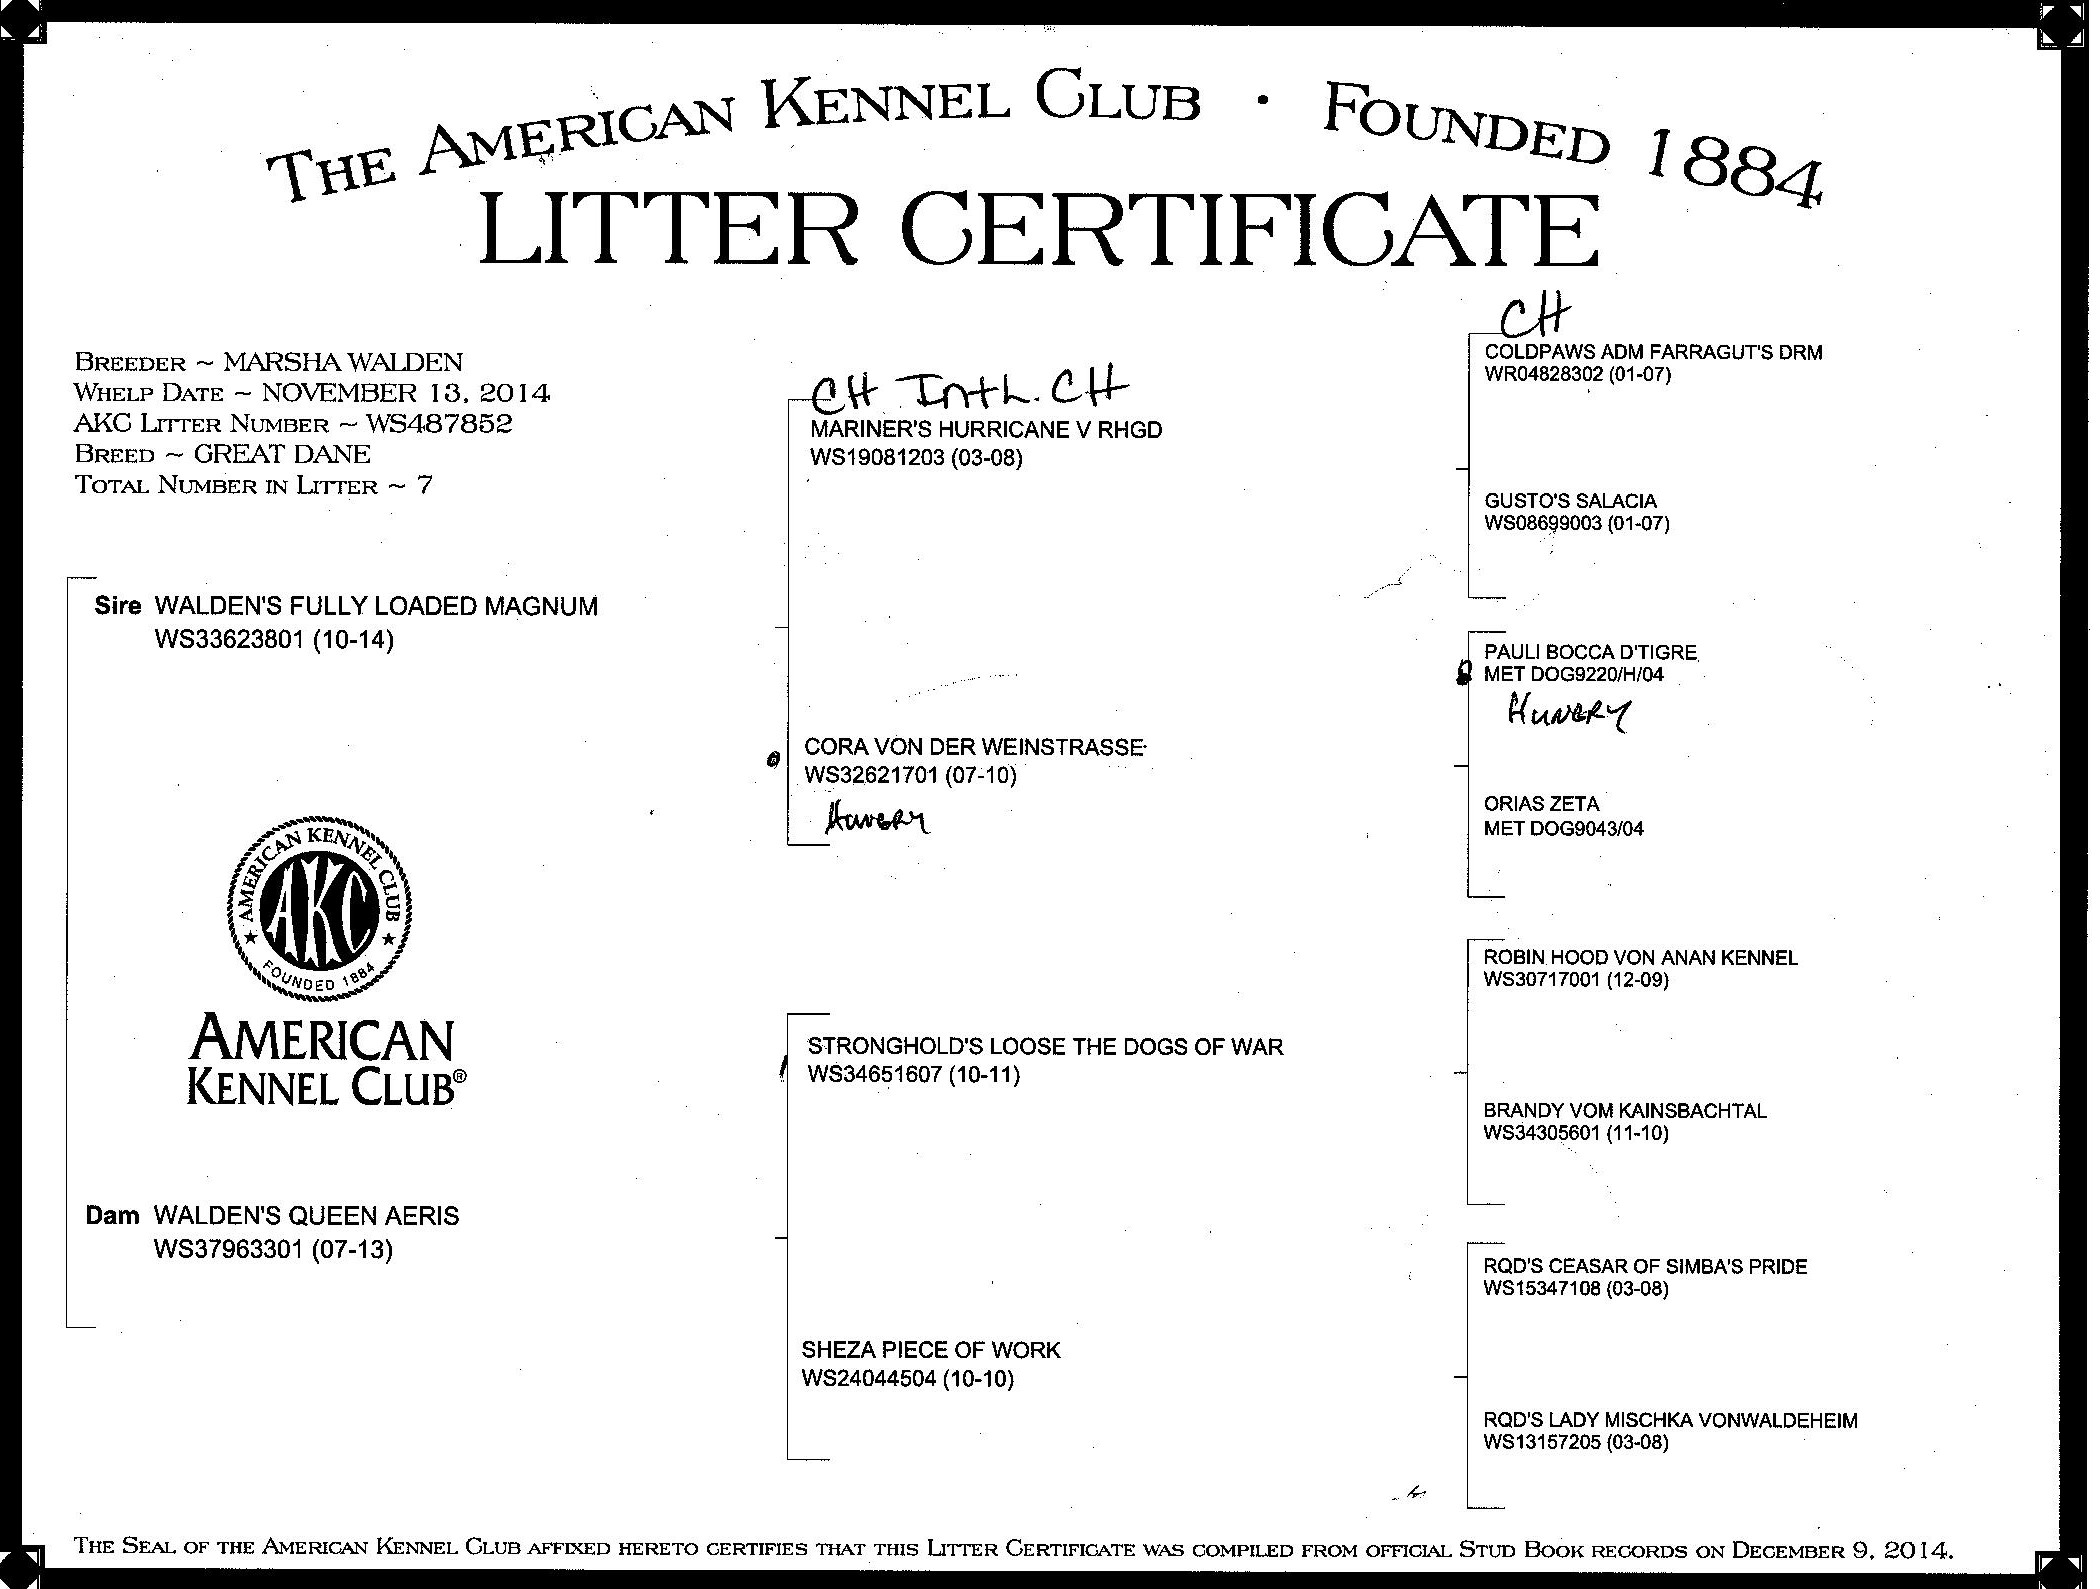 THE AMERICAN KENNEL CLUB · FOUNDED 1884
LITTER CERTIFICATE
BREEDER ~ MARSHA WALDEN
WHELP DATE ~ NOVEMBER 13, 2014
AKC LITTER NUMBER ~ WS487852
BREED ~ GREAT DANE
TOTAL NUMBER IN LITTER ~ 7
Sire WALDEN'S FULLY LOADED MAGNUM
WS33623801 (10-14)
AMERICAN KENNEL CLUB
AKC
FOUNDED 1884
AMERICAN
KENNEL CLUB®
Dam WALDEN'S QUEEN AERIS
WS37963301 (07-13)
CH Intl. CH
MARINER'S HURRICANE V RHGD
WS19081203 (03-08)
CORA VON DER WEINSTRASSE
WS32621701 (07-10)
STRONGHOLD'S LOOSE THE DOGS OF WAR
WS34651607 (10-11)
SHEZA PIECE OF WORK
WS24044504 (10-10)
CH
COLDPAWS ADM FARRAGUT'S DRM
WR04828302 (01-07)
GUSTO'S SALACIA
WS08699003 (01-07)
PAULI BOCCA D'TIGRE
MET DOG9220/H/04
ORIAS ZETA
MET DOG9043/04
ROBIN HOOD VON ANAN KENNEL
WS30717001 (12-09)
BRANDY VOM KAINSBACHTAL
WS34305601 (11-10)
RQD'S CEASAR OF SIMBA'S PRIDE
WS15347108 (03-08)
RQD'S LADY MISCHKA VONWALDEHEIM
WS13157205 (03-08)
THE SEAL OF THE AMERICAN KENNEL CLUB AFFIXED HERETO CERTIFIES THAT THIS LITTER CERTIFICATE WAS COMPILED FROM OFFICIAL STUD BOOK RECORDS ON DECEMBER 9, 2014.